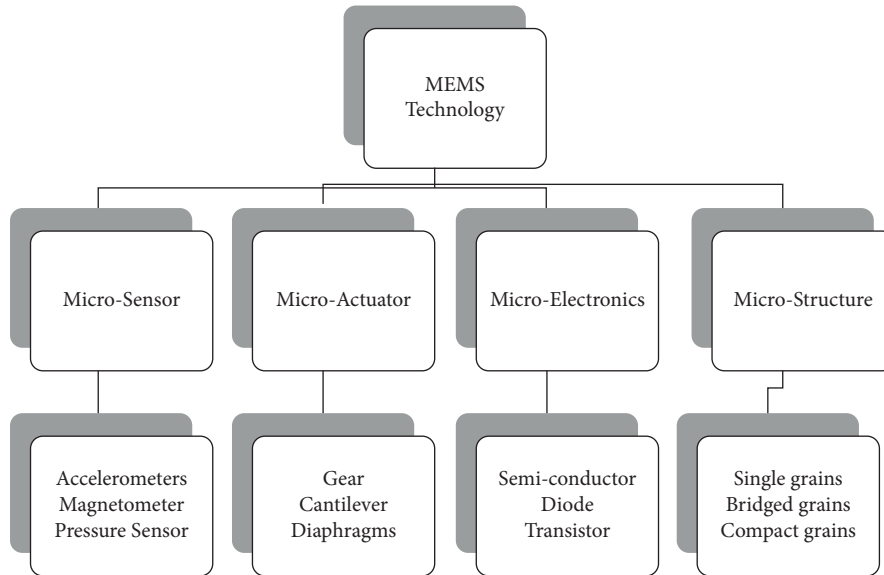 MEMS
Technology
Micro-Sensor
Micro-Actuator
Micro-Electronics
Micro-Structure
Accelerometers
Magnetometer
Pressure Sensor
Gear
Cantilever
Diaphragms
Semi-conductor
Diode
Transistor
Single grains
Bridged grains
Compact grains